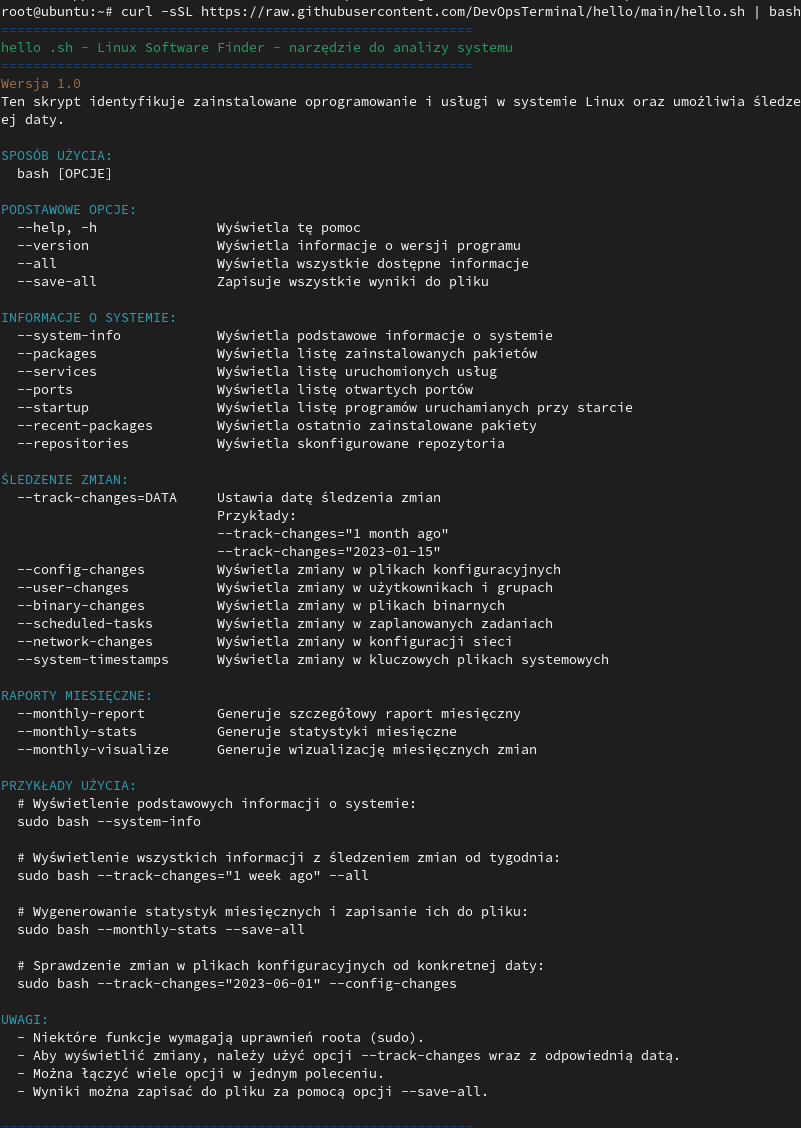 root@ubuntu:~# curl -sSL https://raw.githubusercontent.com/DevOpsTerminal/hello/main/hello.sh | bash
===========================================================
hello .sh - Linux Software Finder - narzędzie do analizy systemu
===========================================================
Wersja 1.0
Ten skrypt identyfikuje zainstalowane oprogramowanie i usługi w systemie Linux oraz umożliwia śledze
ej daty.
SPOSÓB UŻYCIA:
bash [OPCJE]
PODSTAWOWE OPCJE:
--help, -h Wyświetla tę pomoc
--version Wyświetla informacje o wersji programu
--all Wyświetla wszystkie dostępne informacje
--save-all Zapisuje wszystkie wyniki do pliku
INFORMACJE O SYSTEMIE:
--system-info Wyświetla podstawowe informacje o systemie
--packages Wyświetla listę zainstalowanych pakietów
--services Wyświetla listę uruchomionych usług
--ports Wyświetla listę otwartych portów
--startup Wyświetla listę programów uruchamianych przy starcie
--recent-packages Wyświetla ostatnio zainstalowane pakiety
--repositories Wyświetla skonfigurowane repozytoria
ŚLEDZENIE ZMIAN:
--track-changes=DATA Ustawia datę śledzenia zmian
Przykłady:
--track-changes="1 month ago"
--track-changes="2023-01-15"
--config-changes Wyświetla zmiany w plikach konfiguracyjnych
--user-changes Wyświetla zmiany w użytkownikach i grupach
--binary-changes Wyświetla zmiany w plikach binarnych
--scheduled-tasks Wyświetla zmiany w zaplanowanych zadaniach
--network-changes Wyświetla zmiany w konfiguracji sieci
--system-timestamps Wyświetla zmiany w kluczowych plikach systemowych
RAPORTY MIESIĘCZNE:
--monthly-report Generuje szczegółowy raport miesięczny
--monthly-stats Generuje statystyki miesięczne
--monthly-visualize Generuje wizualizację miesięcznych zmian
PRZYKŁADY UŻYCIA:
# Wyświetlenie podstawowych informacji o systemie:
sudo bash --system-info
# Wyświetlenie wszystkich informacji z śledzeniem zmian od tygodnia:
sudo bash --track-changes="1 week ago" --all
# Wygenerowanie statystyk miesięcznych i zapisanie ich do pliku:
sudo bash --monthly-stats --save-all
# Sprawdzenie zmian w plikach konfiguracyjnych od konkretnej daty:
sudo bash --track-changes="2023-06-01" --config-changes
UWAGI:
- Niektóre funkcje wymagają uprawnień roota (sudo).
- Aby wyświetlić zmiany, należy użyć opcji --track-changes wraz z odpowiednią datą.
- Można łączyć wiele opcji w jednym poleceniu.
- Wyniki można zapisać do pliku za pomocą opcji --save-all.
===========================================================